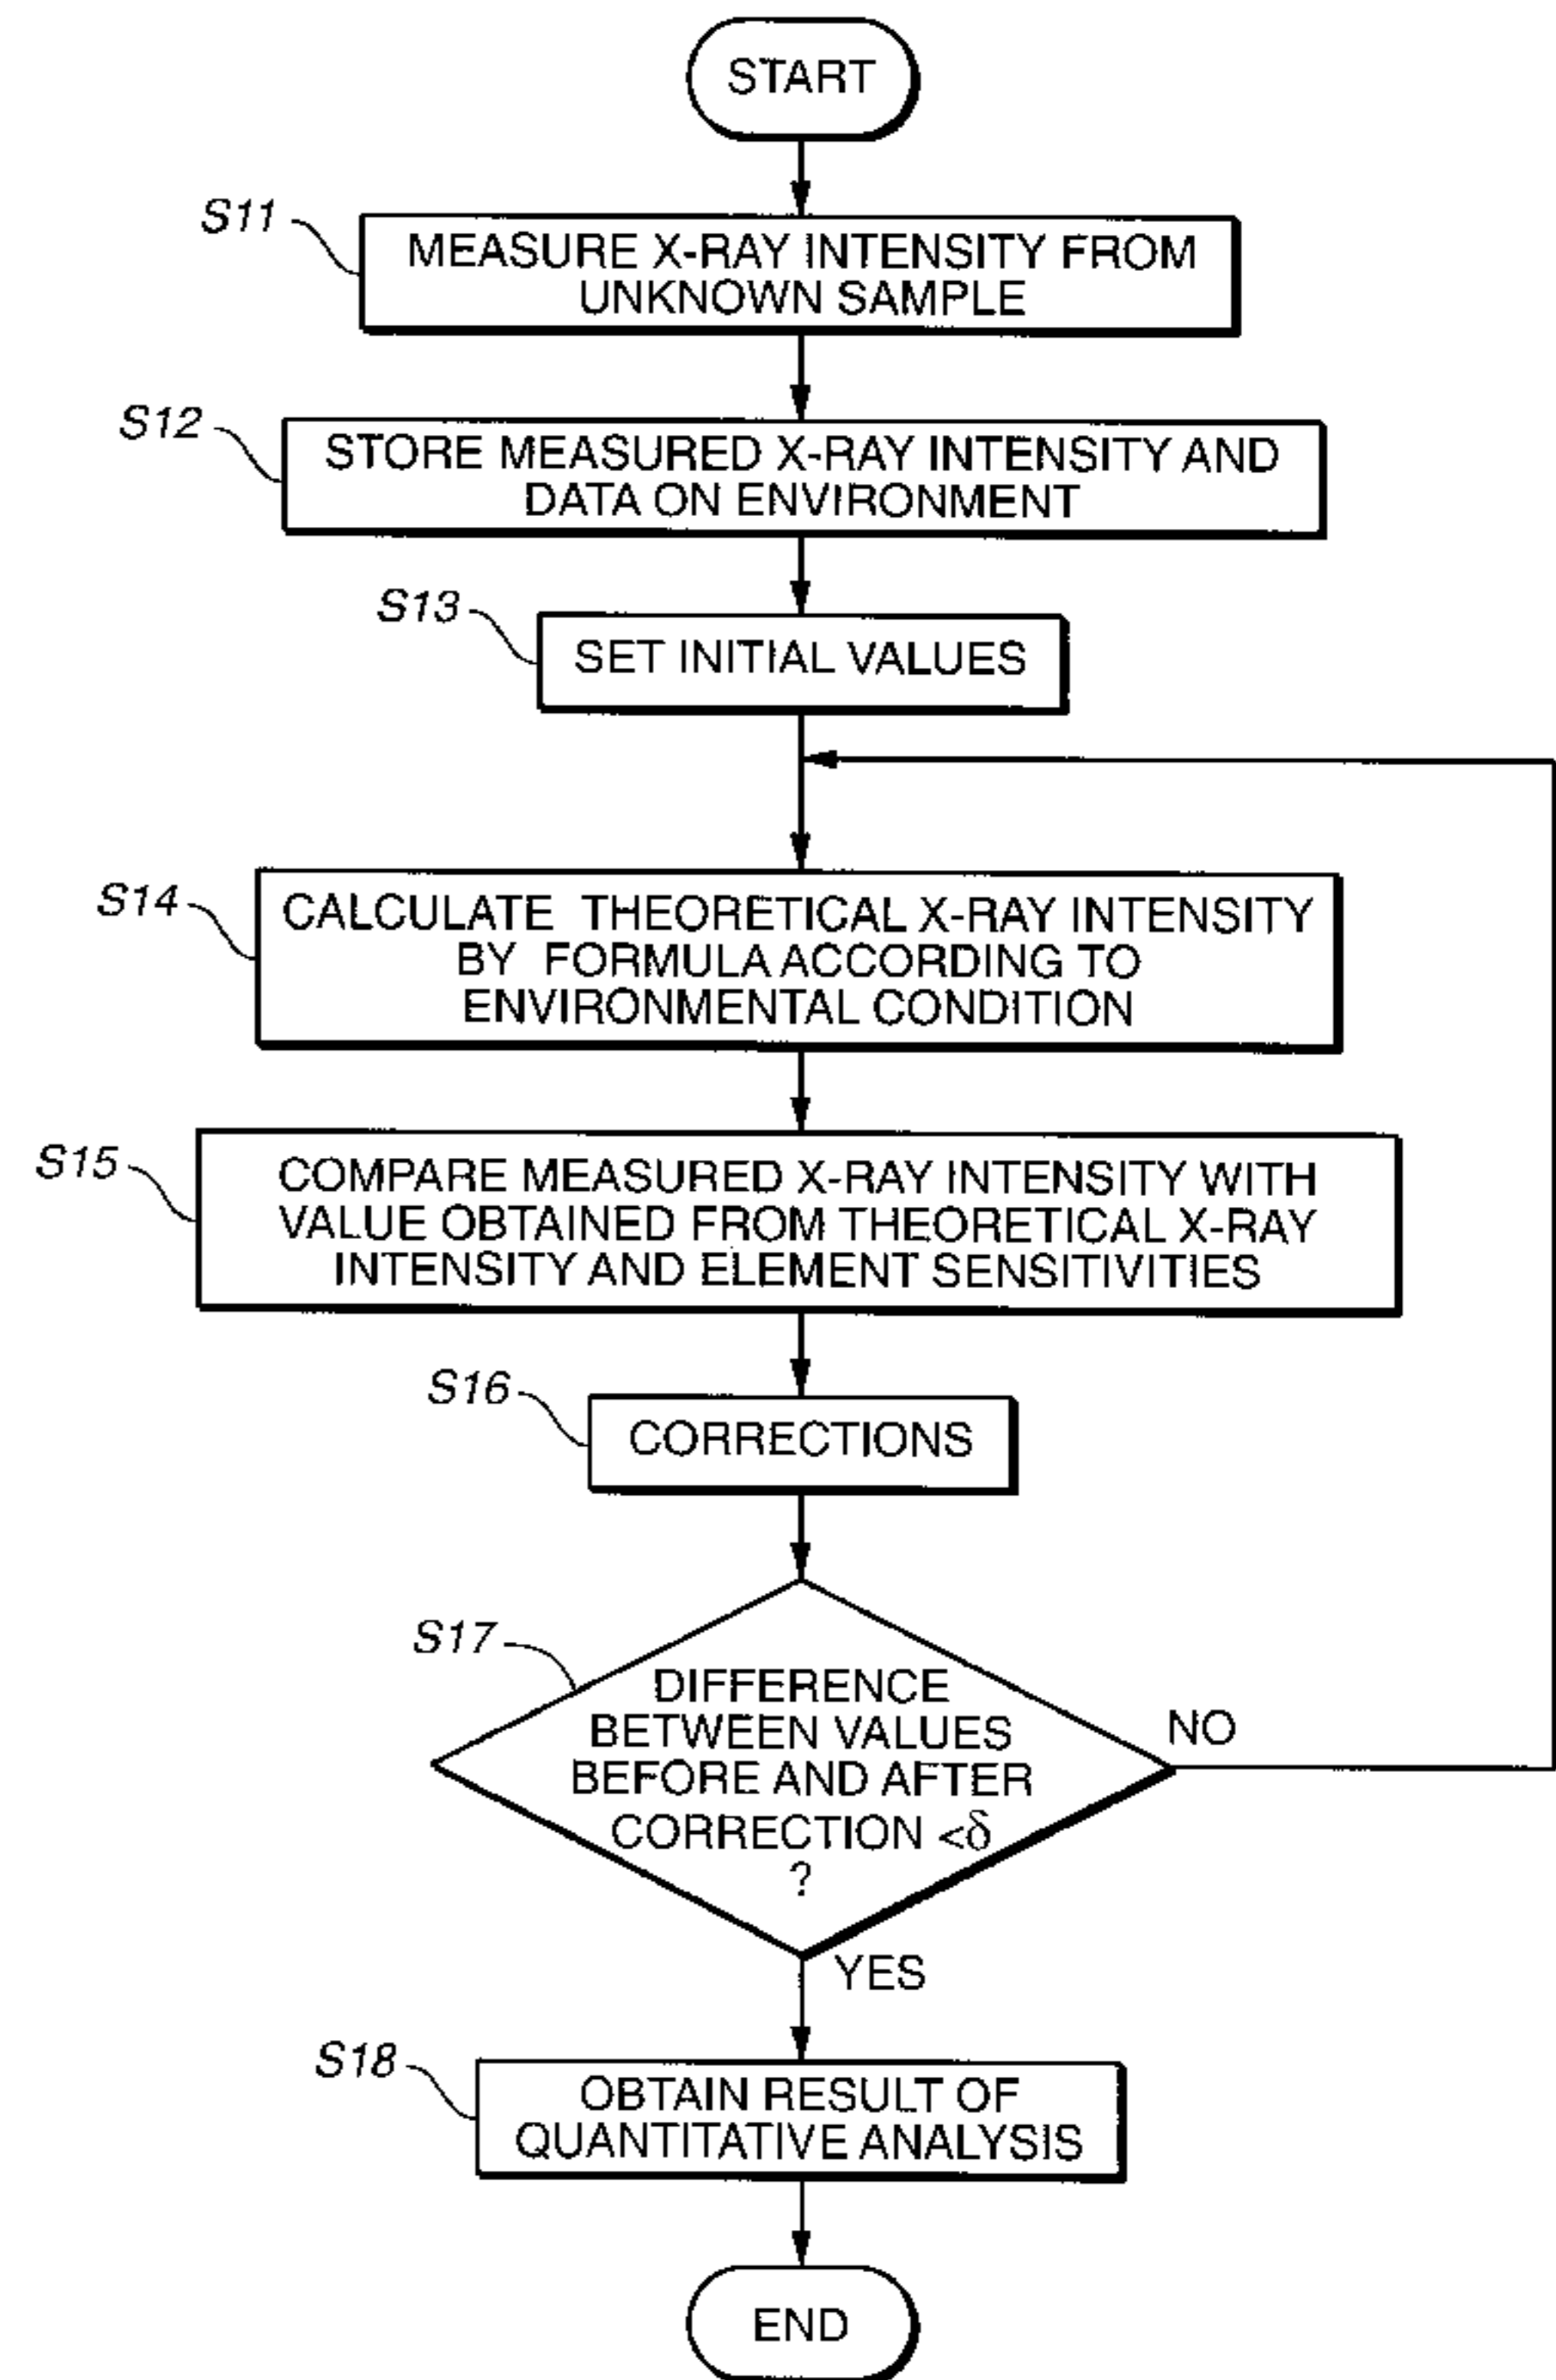 START
S11
MEASURE X-RAY INTENSITY FROM
UNKNOWN SAMPLE
S12
STORE MEASURED X-RAY INTENSITY AND
DATA ON ENVIRONMENT
S13
SET INITIAL VALUES
S14
CALCULATE THEORETICAL X-RAY INTENSITY
BY FORMULA ACCORDING TO
ENVIRONMENTAL CONDITION
S15
COMPARE MEASURED X-RAY INTENSITY WITH
VALUE OBTAINED FROM THEORETICAL X-RAY
INTENSITY AND ELEMENT SENSITIVITIES
S16
CORRECTIONS
S17
DIFFERENCE
BETWEEN VALUES
BEFORE AND AFTER
CORRECTION <δ
?
NO
YES
S18
OBTAIN RESULT OF
QUANTITATIVE ANALYSIS
END